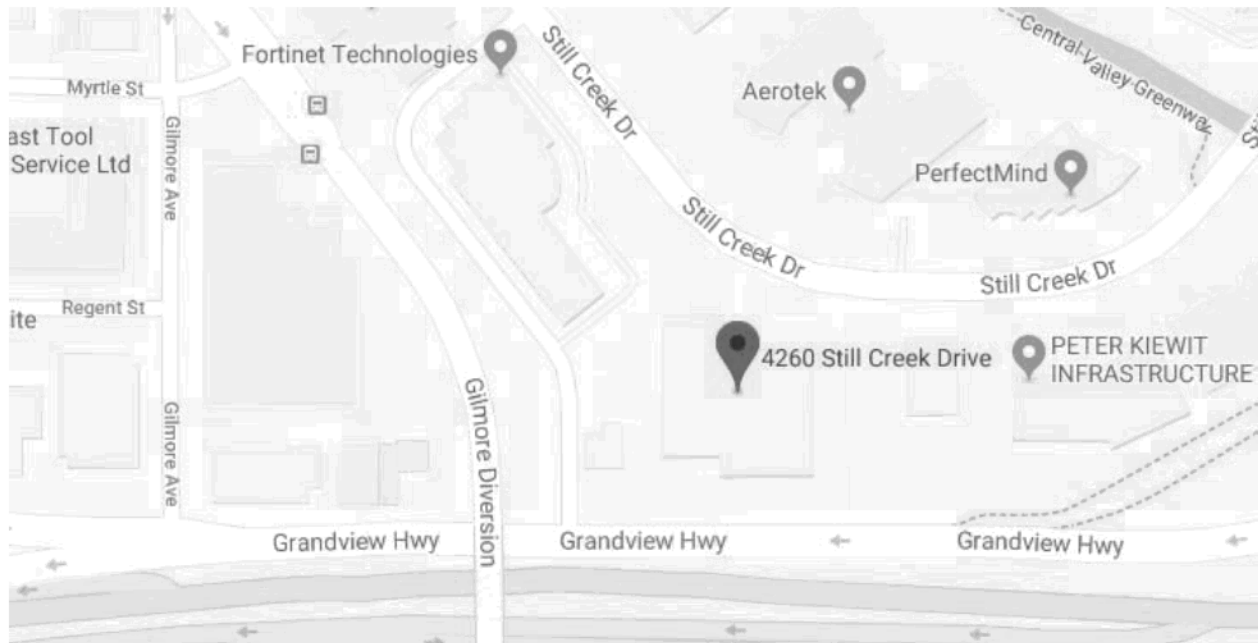 Fortinet Technologies
Still Creek Dr
Aerotek
Central Valley Greenway
Myrtle St
ast Tool
Service Ltd
Gilmore Ave
PerfectMind
Still Creek Dr
Still Creek Dr
Regent St
ite
4260 Still Creek Drive
PETER KIEWIT
INFRASTRUCTURE
Gilmore Ave
Gilmore Diversion
Grandview Hwy
Grandview Hwy
Grandview Hwy